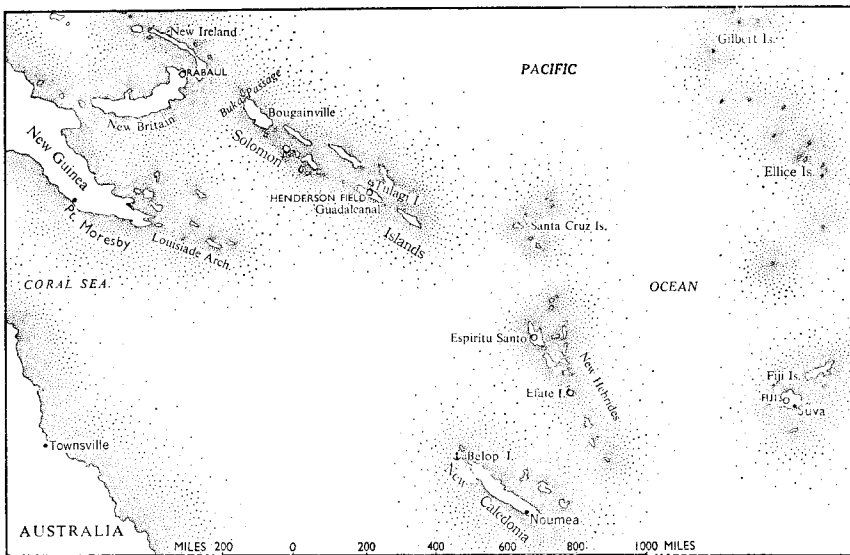 New Ireland
Gilbert Is.
PACIFIC
RABAUL
Buka Passage
Bougainville
New Britain
Solomon
New Guinea
Ellice Is.
Tulagi I.
HENDERSON FIELD
Guadalcanal
Pt. Moresby
Islands
Santa Cruz Is.
Louisiade Arch.
CORAL SEA.
OCEAN
Espiritu Santo
New Hebrides
Fiji Is.
Efate I.
FIJI
Suva
Townsville
Belop I.
New
Caledonia
Noumea
AUSTRALIA
MILES 200 0 200 400 600 800 1000 MILES